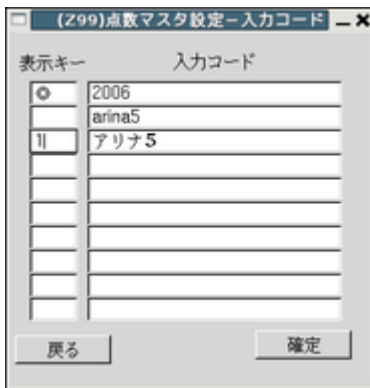 (Z99)点数マスタ設定－入力コード
表示キー 入力コード
◎ 2006
arina5
1 アリナ５
戻る 確定